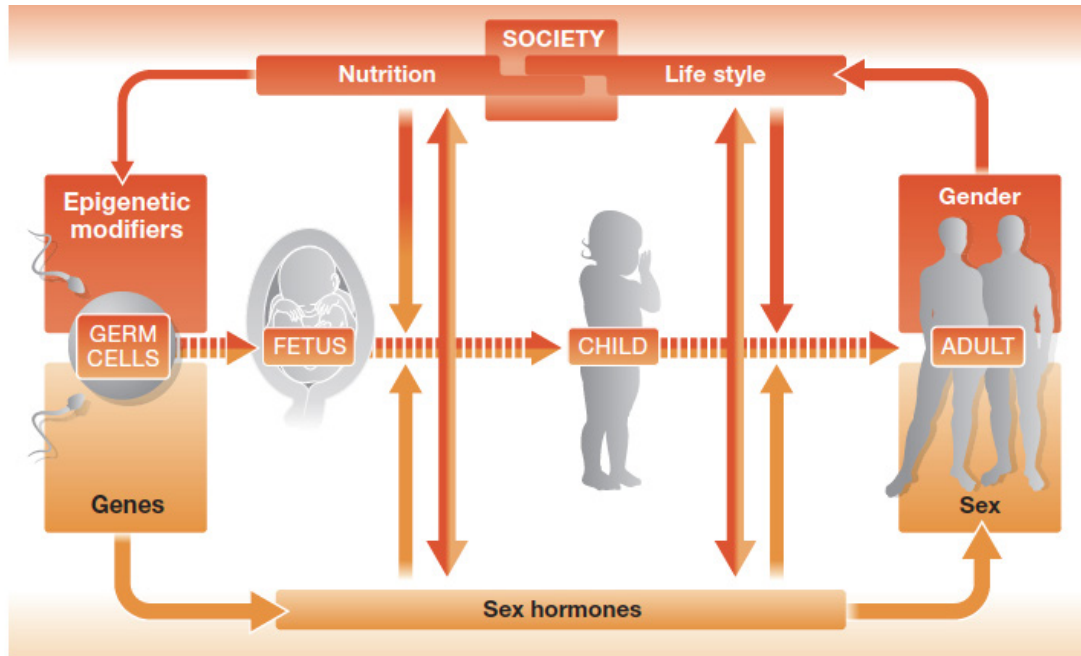 SOCIETY
Nutrition
Life style
Epigenetic
modifiers
Gender
GERM
CELLS
FETUS
CHILD
ADULT
Genes
Sex
Sex hormones